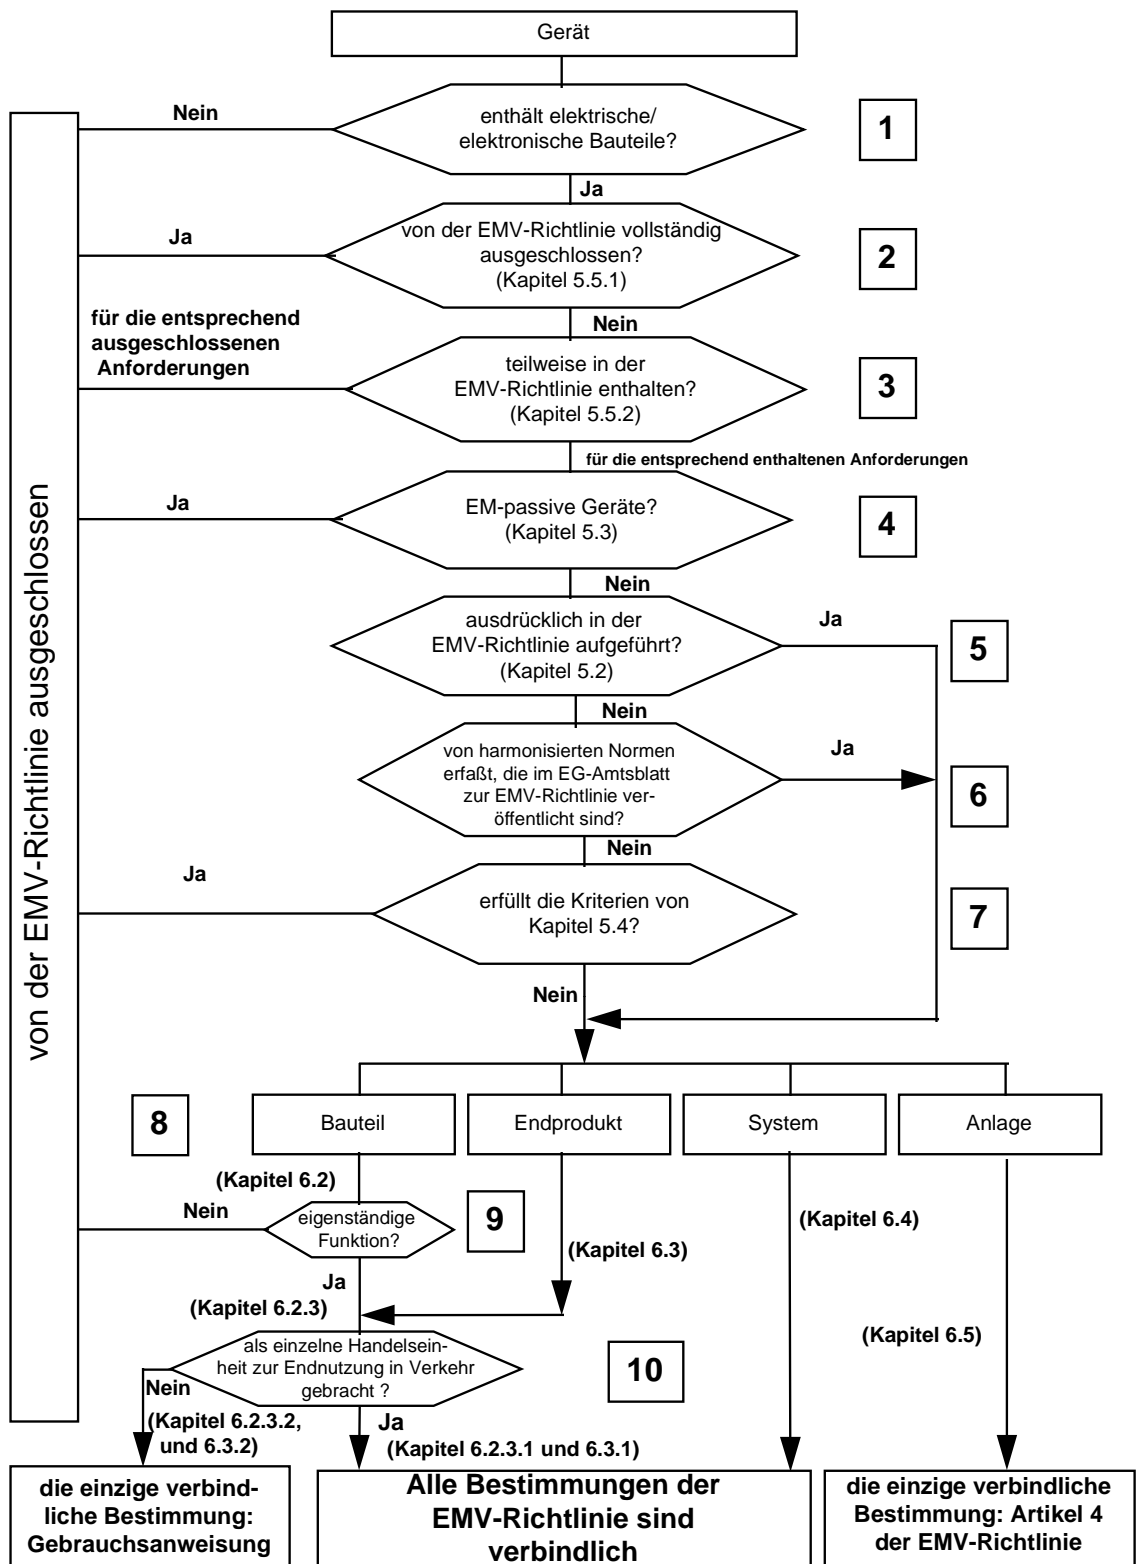 Gerät
Nein
enthält elektrische/
elektronische Bauteile?
1
Ja
Ja
von der EMV-Richtlinie vollständig
ausgeschlossen?
(Kapitel 5.5.1)
2
Nein
für die entsprechend
ausgeschlossenen
Anforderungen
teilweise in der
EMV-Richtlinie enthalten?
(Kapitel 5.5.2)
3
für die entsprechend enthaltenen Anforderungen
Ja
EM-passive Geräte?
(Kapitel 5.3)
4
Nein
ausdrücklich in der
EMV-Richtlinie aufgeführt?
(Kapitel 5.2)
Ja
5
Nein
von harmonisierten Normen
erfaßt, die im EG-Amtsblatt
zur EMV-Richtlinie ver-
öffentlicht sind?
Ja
6
Nein
Ja
erfüllt die Kriterien von
Kapitel 5.4?
7
Nein
von der EMV-Richtlinie ausgeschlossen
8
Bauteil
Endprodukt
System
Anlage
(Kapitel 6.2)
Nein
eigenständige
Funktion?
9
(Kapitel 6.3)
(Kapitel 6.4)
(Kapitel 6.5)
Ja
(Kapitel 6.2.3)
als einzelne Handelsein-
heit zur Endnutzung in Verkehr
gebracht ?
10
Nein
(Kapitel 6.2.3.2,
und 6.3.2)
Ja
(Kapitel 6.2.3.1 und 6.3.1)
die einzige verbind-
liche Bestimmung:
Gebrauchsanweisung
Alle Bestimmungen der
EMV-Richtlinie sind
verbindlich
die einzige verbindliche
Bestimmung: Artikel 4
der EMV-Richtlinie